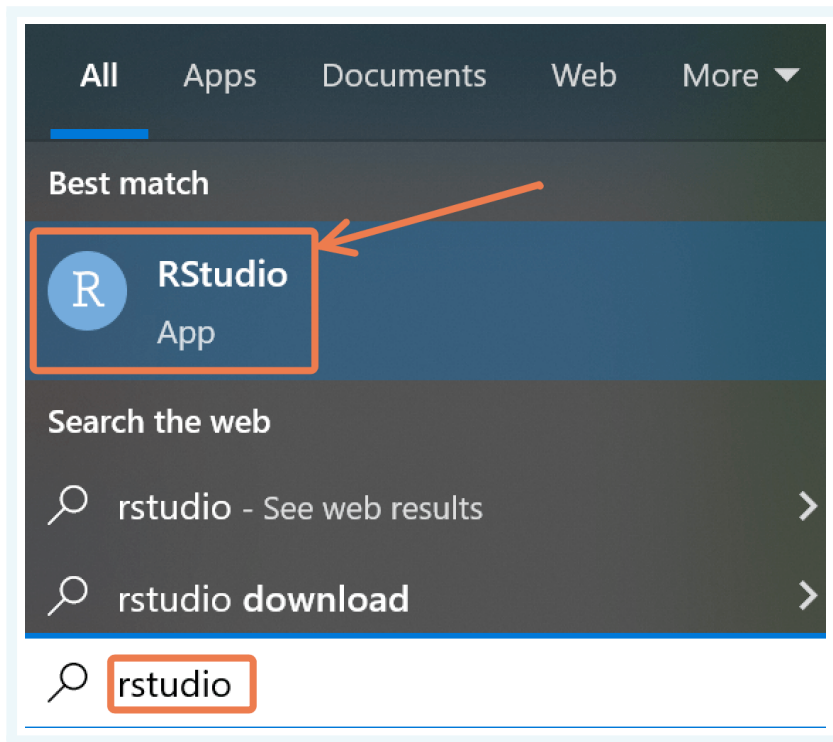 All Apps Documents Web More
Best match
R
RStudio
App
Search the web
rstudio - See web results
rstudio download
rstudio